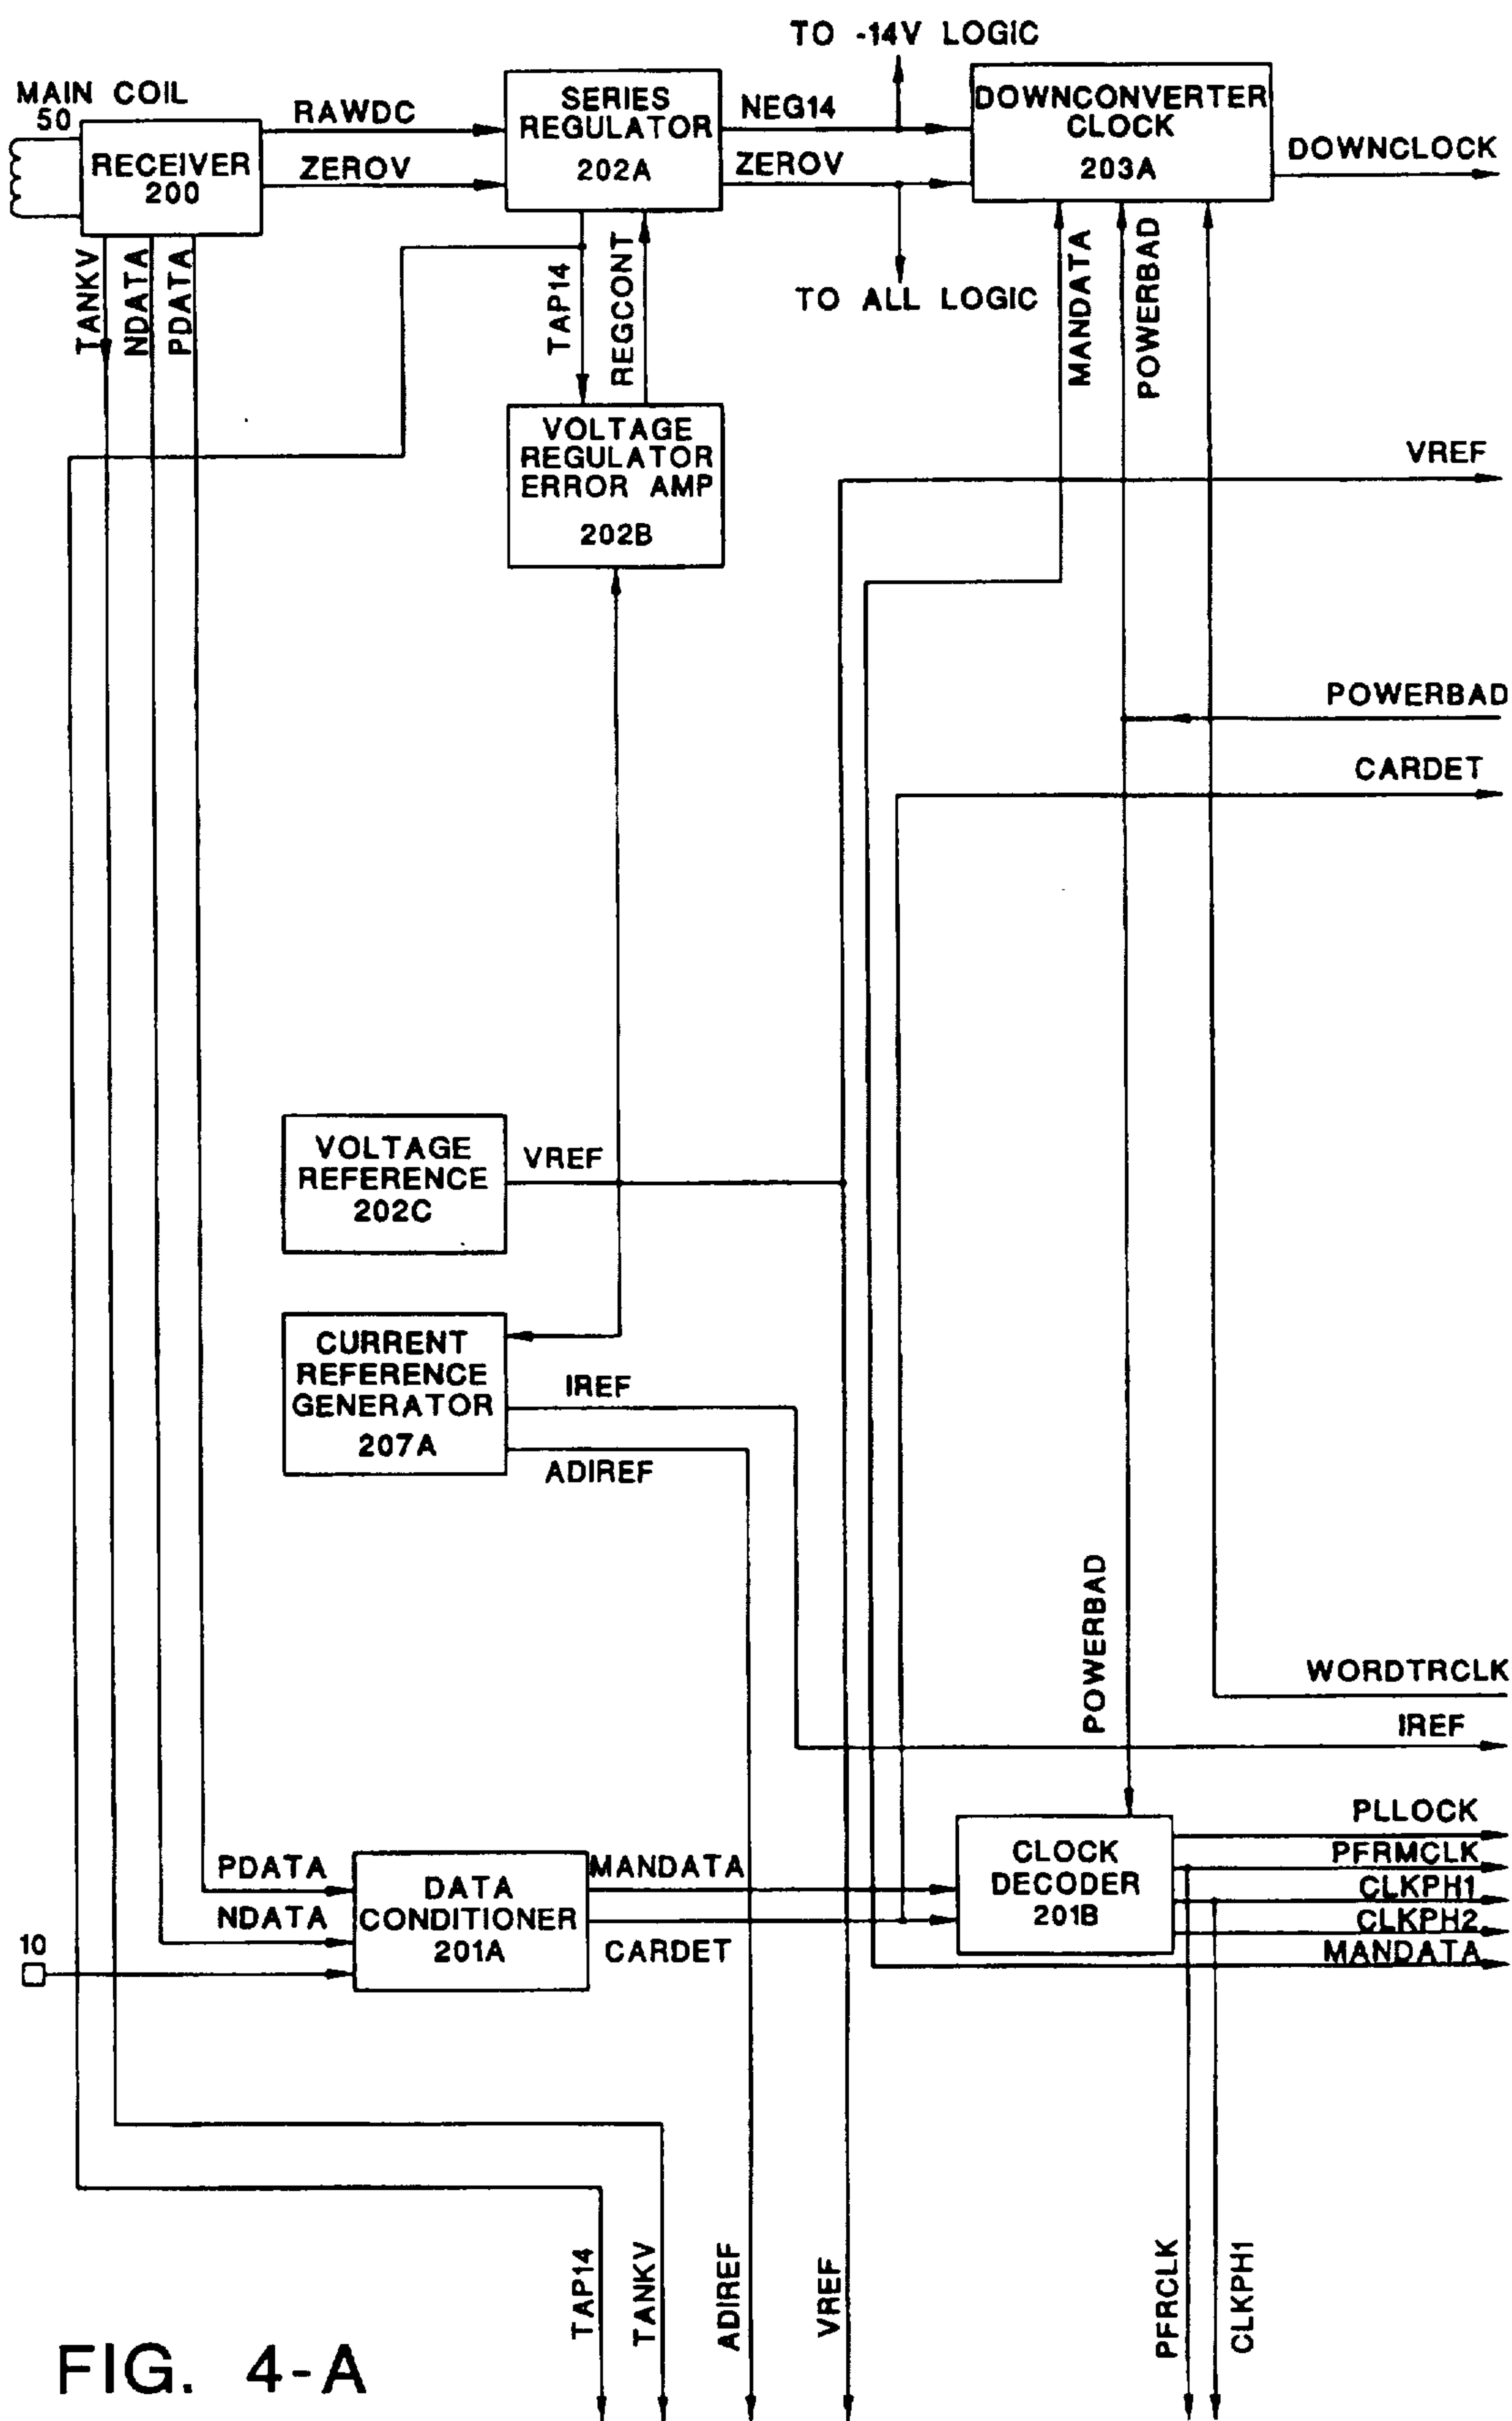 TO -14V LOGIC
MAIN COIL
50
RECEIVER
200
RAWDC
ZEROV
SERIES
REGULATOR
202A
NEG14
ZEROV
DOWNCONVERTER
CLOCK
203A
DOWNCLOCK
TANKV
NDATA
PDATA
TAP14
REGCONT
TO ALL LOGIC
MANDATA
POWERBAD
VOLTAGE
REGULATOR
ERROR AMP
202B
VREF
POWERBAD
CARDET
VOLTAGE
REFERENCE
202C
VREF
CURRENT
REFERENCE
GENERATOR
207A
IREF
ADIREF
POWERBAD
WORDTRCLK
IREF
PDATA
NDATA
10
DATA
CONDITIONER
201A
MANDATA
CARDET
CLOCK
DECODER
201B
PLLOCK
PFRMCLK
CLKPH1
CLKPH2
MANDATA
TAP14
TANKV
ADIREF
VREF
PFRCLK
CLKPH1
FIG. 4-A